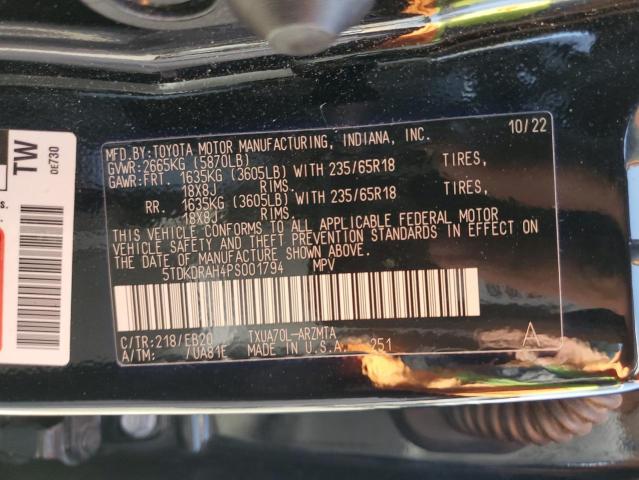 MFD.BY:TOYOTA MOTOR MANUFACTURING, INDIANA, INC. 10/22
GVWR:2665KG (5870LB)
GAWR:FRT 1635KG (3605LB) WITH 235/65R18 TIRES,
18X8J RIMS.
RR. 1635KG (3605LB) WITH 235/65R18 TIRES,
18X8J RIMS.
THIS VEHICLE CONFORMS TO ALL APPLICABLE FEDERAL MOTOR
VEHICLE SAFETY AND THEFT PREVENTION STANDARDS IN EFFECT ON
THE DATE OF MANUFACTURE SHOWN ABOVE.
5TDKDRAH4PS001794 MPV
C/TR:218/EB20 TXUA70L-ARZMTA
A/TM: /UA81E MADE IN U.S.A. 251 A
TW
OE730
s.